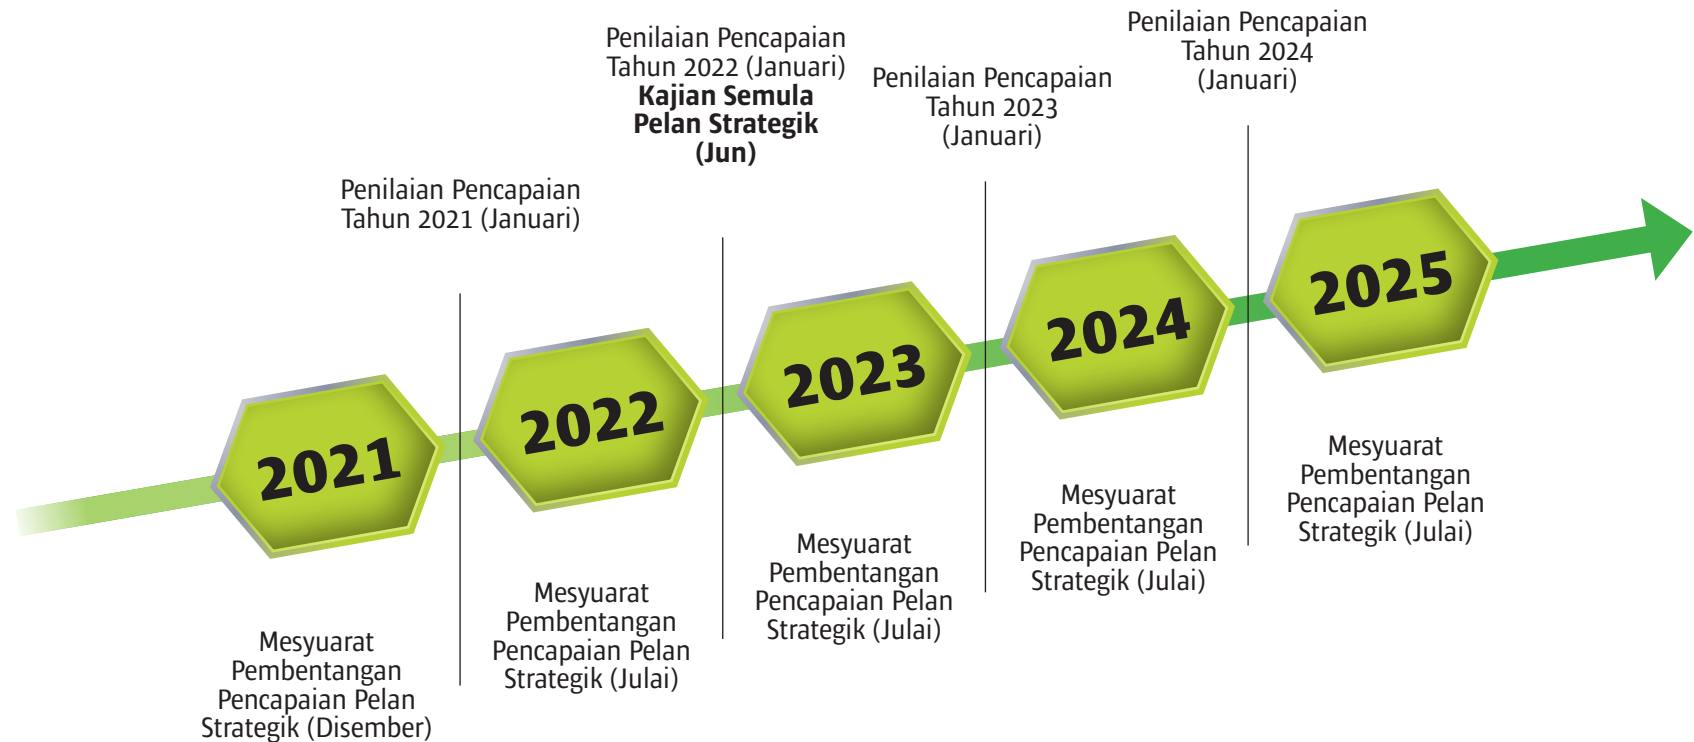 Penilaian Pencapaian
Tahun 2021 (Januari)
Penilaian Pencapaian
Tahun 2022 (Januari)
Kajian Semula
Pelan Strategik
(Jun)
Penilaian Pencapaian
Tahun 2023
(Januari)
Penilaian Pencapaian
Tahun 2024
(Januari)
2021
2022
2023
2024
2025
Mesyuarat
Pembentangan
Pencapaian Pelan
Strategik (Disember)
Mesyuarat
Pembentangan
Pencapaian Pelan
Strategik (Julai)
Mesyuarat
Pembentangan
Pencapaian Pelan
Strategik (Julai)
Mesyuarat
Pembentangan
Pencapaian Pelan
Strategik (Julai)
Mesyuarat
Pembentangan
Pencapaian Pelan
Strategik (Julai)